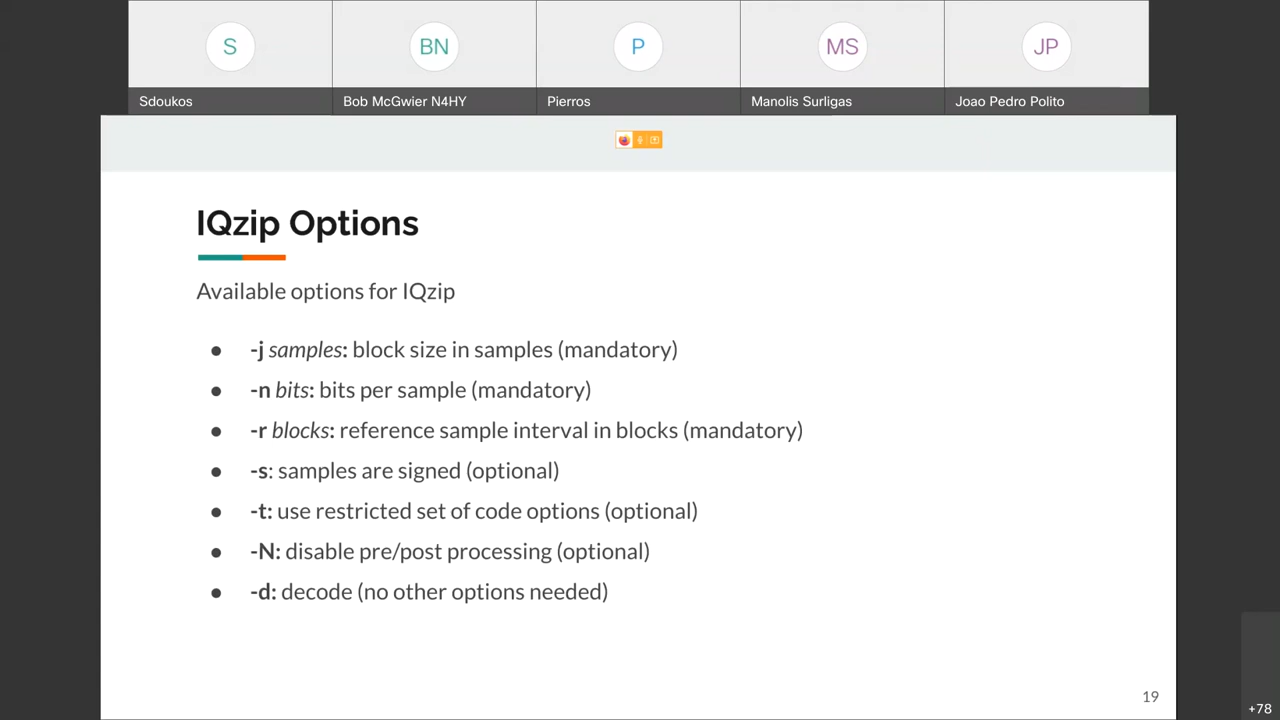 S
BN
P
MS
JP
Sdoukos
Bob McGwier N4HY
Pierros
Manolis Surligas
Joao Pedro Polito
IQzip Options
Available options for IQzip
● -j samples: block size in samples (mandatory)
● -n bits: bits per sample (mandatory)
● -r blocks: reference sample interval in blocks (mandatory)
● -s: samples are signed (optional)
● -t: use restricted set of code options (optional)
● -N: disable pre/post processing (optional)
● -d: decode (no other options needed)
19
+78